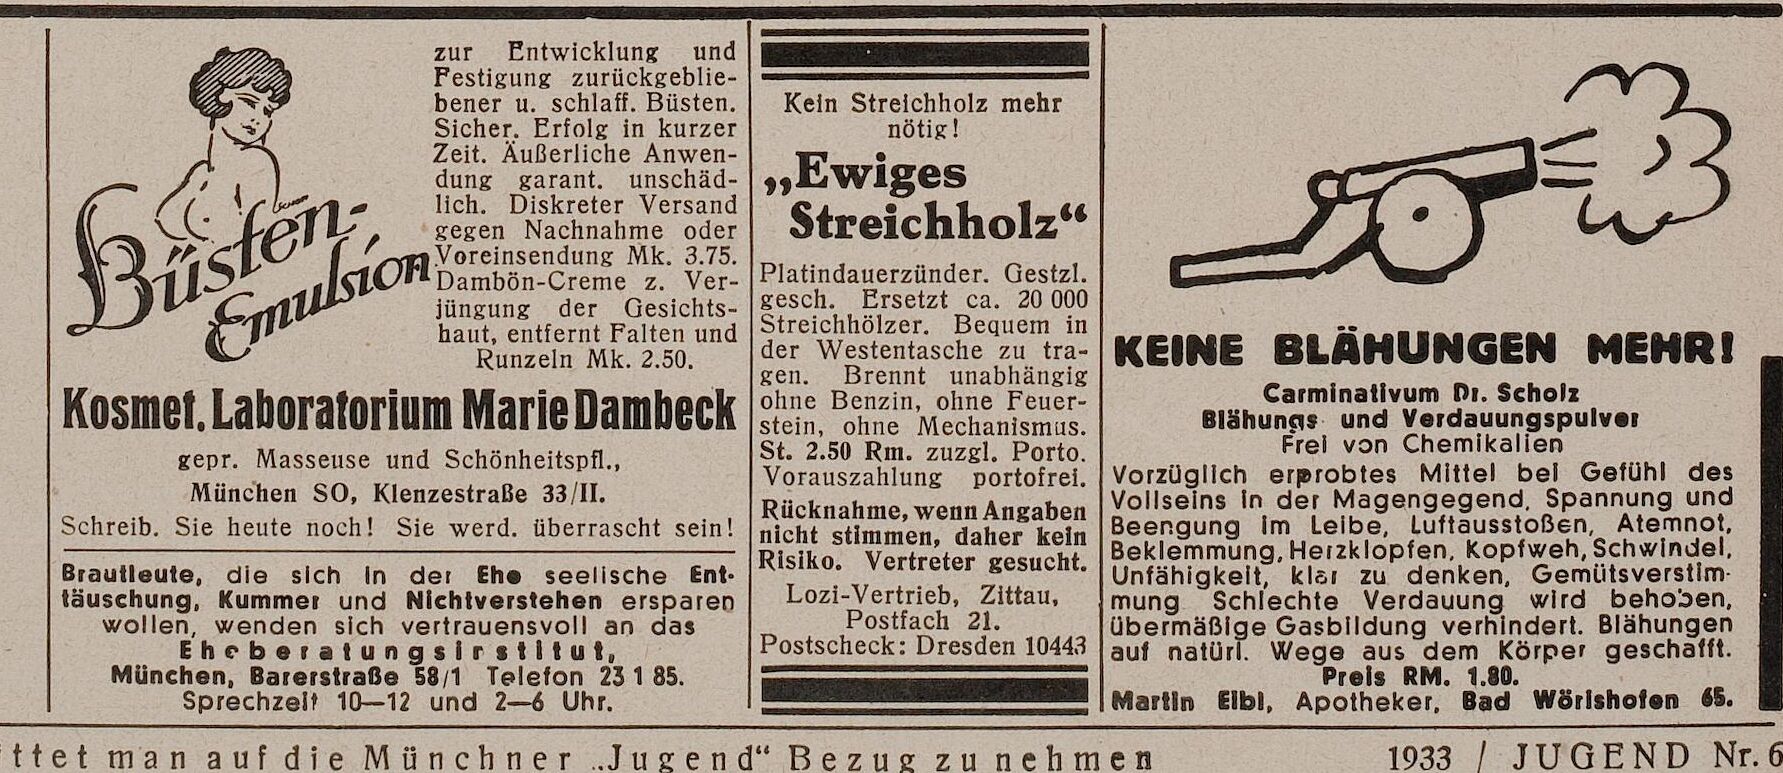 Büsten-
Emulsion
zur Entwicklung und
Festigung zurückgeblie-
bener u. schlaff. Büsten.
Sicher. Erfolg in kurzer
Zeit. Äußerliche Anwen-
dung garant. unschäd-
lich. Diskreter Versand
gegen Nachnahme oder
Voreinsendung Mk. 3.75.
Dambön-Creme z. Ver-
jüngung der Gesichts-
haut, entfernt Falten und
Runzeln Mk. 2.50.
Kosmet. Laboratorium Marie Dambeck
gepr. Masseuse und Schönheitspfl.,
München SO, Klenzestraße 33/II.
Schreib. Sie heute noch! Sie werd. überrascht sein!
Brautleute, die sich in der Ehe seelische Ent-
täuschung, Kummer und Nichtverstehen ersparen
wollen, wenden sich vertrauensvoll an das
Eheberatungsirstitut,
München, Barerstraße 58/1 Telefon 23 1 85.
Sprechzeit 10—12 und 2—6 Uhr.
Kein Streichholz mehr
nötig!
„Ewiges
Streichholz“
Platindauerzünder. Gestzl.
gesch. Ersetzt ca. 20 000
Streichhölzer. Bequem in
der Westentasche zu tra-
gen. Brennt unabhängig
ohne Benzin, ohne Feuer-
stein, ohne Mechanismus.
St. 2.50 Rm. zuzgl. Porto.
Vorauszahlung portofrei.
Rücknahme, wenn Angaben
nicht stimmen, daher kein
Risiko. Vertreter gesucht.
Lozi-Vertrieb, Zittau,
Postfach 21.
Postscheck: Dresden 10443
KEINE BLÄHUNGEN MEHR!
Carminativum Dr. Scholz
Blähungs und Verdauungspulver
Frei von Chemikalien
Vorzüglich erprobtes Mittel bei Gefühl des
Vollseins in der Magengegend, Spannung und
Beengung im Leibe, Luftausstoßen, Atemnot,
Beklemmung, Herzklopfen, Kopfweh, Schwindel,
Unfähigkeit, klar zu denken, Gemütsverstim-
mung Schlechte Verdauung wird behoben,
übermäßige Gasbildung verhindert. Blähungen
auf natürl. Wege aus dem Körper geschafft.
Preis RM. 1.80.
Martin Eibl, Apotheker, Bad Wörishofen 65.
ittet man auf die Münchner „Jugend“ Bezug zu nehmen
1933 / JUGEND Nr. 6